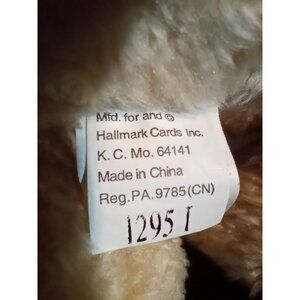 Mfd. for and ©
Hallmark Cards Inc.
K. C. Mo. 64141
Made in China
Reg.PA.9785(CN)
1295 I